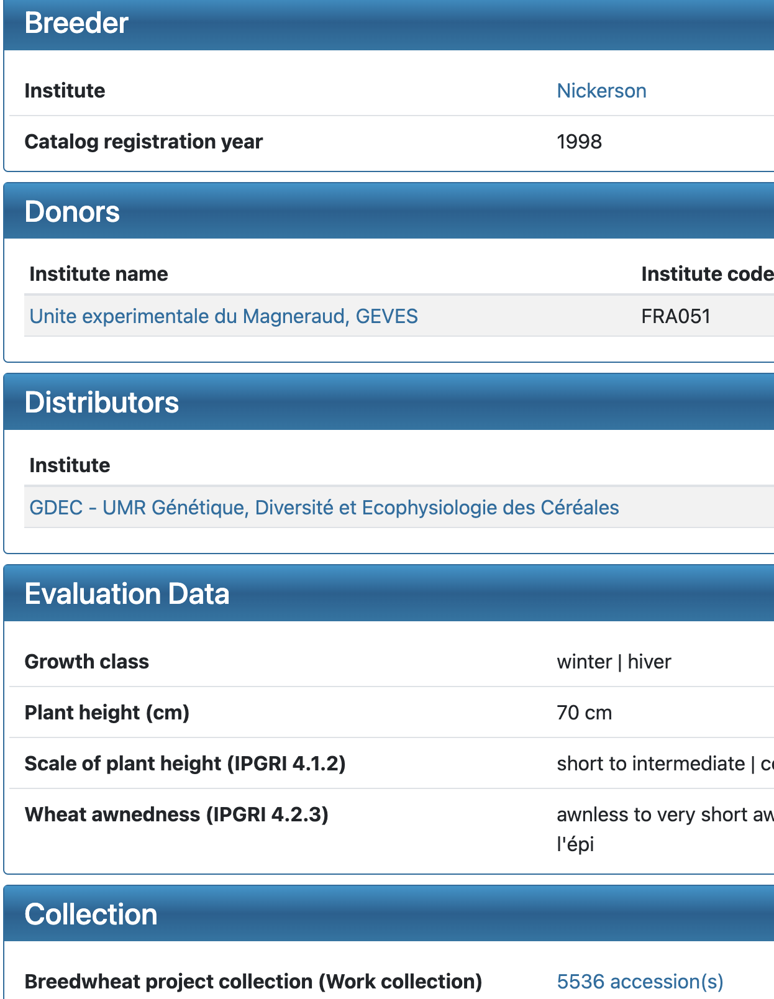 Breeder
Institute Nickerson
Catalog registration year 1998
Donors
Institute name Institute code
Unite experimentale du Magneraud, GEVES FRA051
Distributors
Institute
GDEC - UMR Génétique, Diversité et Ecophysiologie des Céréales
Evaluation Data
Growth class winter | hiver
Plant height (cm) 70 cm
Scale of plant height (IPGRI 4.1.2) short to intermediate |
Wheat awnedness (IPGRI 4.2.3) awnless to very short
l'épi
Collection
Breedwheat project collection (Work collection) 5536 accession(s)